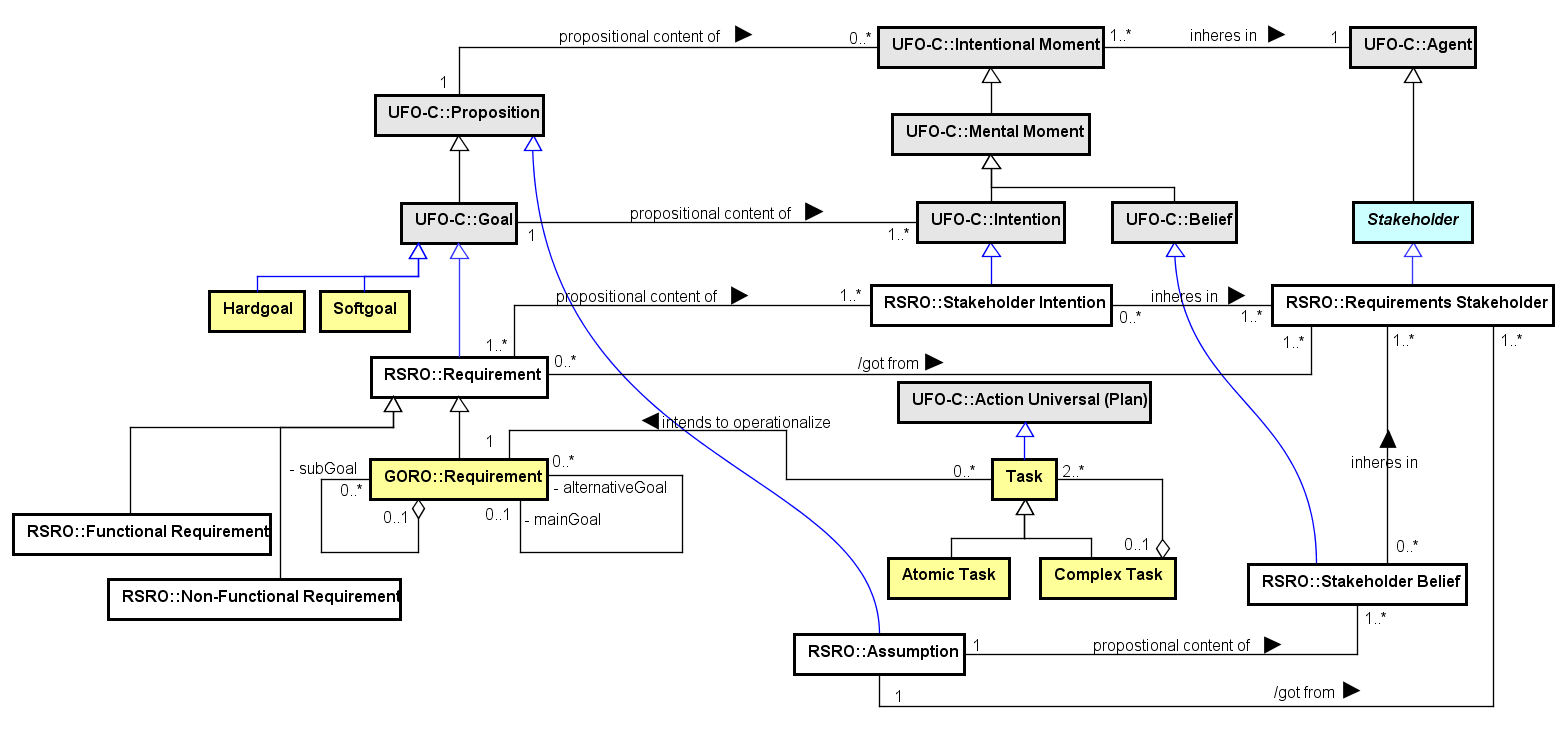 propositional content of
0..*
UFO-C::Intentional Moment
1..*
inheres in
1
UFO-C::Agent
1
UFO-C::Proposition
UFO-C::Mental Moment
UFO-C::Goal
propositional content of
1
1..*
UFO-C::Intention
UFO-C::Belief
Stakeholder
Hardgoal
Softgoal
propositional content of
1..*
RSRO::Stakeholder Intention
inheres in
0..*
1..*
RSRO::Requirements Stakeholder
1..*
RSRO::Requirement
0..*
/got from
1..*
1..*
1..*
UFO-C::Action Universal (Plan)
intends to operationalize
1
- subGoal
0..*
GORO::Requirement
0..*
- alternativeGoal
0..*
Task
2..*
inheres in
0..1
0..1
- mainGoal
RSRO::Functional Requirement
0..1
0..*
Atomic Task
Complex Task
RSRO::Stakeholder Belief
RSRO::Non-Functional Requirement
1..*
RSRO::Assumption
1
propostional content of
1
/got from